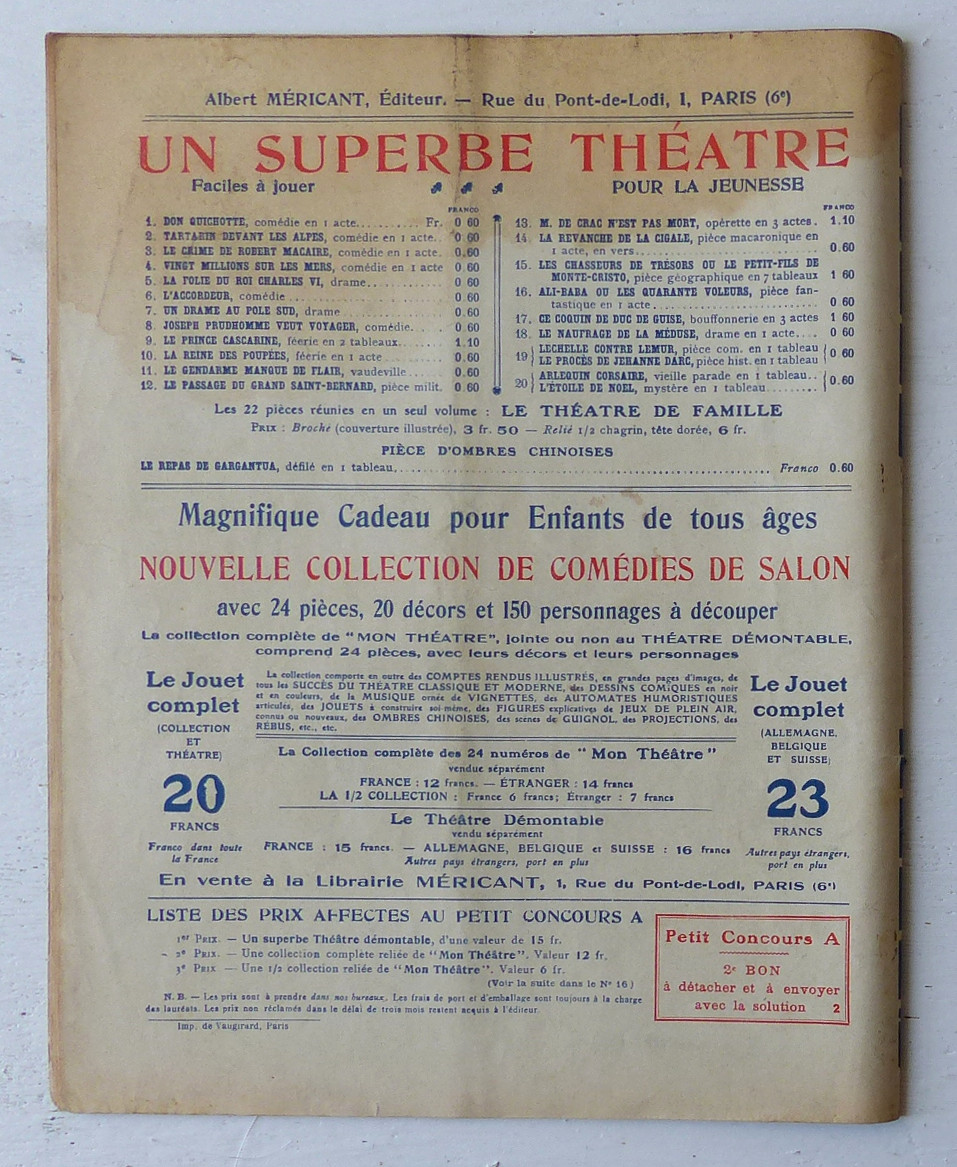 Albert MÉRICANT, Éditeur. — Rue du Pont-de-Lodi, 1, PARIS (6e)
UN SUPERBE THÉATRE
Faciles à jouer
POUR LA JEUNESSE
FRANCO
1. DON QUICHOTTE, comédie en 1 acte........... Fr. 0 60
2. TARTARIN DEVANT LES ALPES, comédie en 1 acte.. 0 60
3. LE CRIME DE ROBERT MACAIRE, comédie en 1 acte. 0.60
4. VINGT MILLIONS SUR LES MERS, comédie en 1 acte 0 60
5. LA FOLIE DU ROI CHARLES VI, drame............ 0 60
6. L'ACCORDEUR, comédie........................ 0 60
7. UN DRAME AU POLE SUD, drame................ 0.60
8. JOSEPH PRUDHOMME VEUT VOYAGER, comédie.... 0 60
9. LE PRINCE CASCARINE, féerie en 2 tableaux....... 1.10
10. LA REINE DES POUPÉES, féerie en 1 acte......... 0.60
11. LE GENDARME MANQUE DE FLAIR, vaudeville..... 0.60
12. LE PASSAGE DU GRAND SAINT-BERNARD, pièce milit. 0 60
FRANCO
13. M. DE CRAC N'EST PAS MORT, opérette en 3 actes. 1.10
14. LA REVANCHE DE LA CIGALE, pièce macaronique en
1 acte, en vers........................ 0.60
15. LES CHASSEURS DE TRÉSORS OU LE PETIT-FILS DE
MONTE-CRISTO, pièce géographique en 7 tableaux 1 60
16. ALI-BABA OU LES QUARANTE VOLEURS, pièce fan-
tastique en 1 acte........................ 0 60
17. CE COQUIN DE DUC DE GUISE, bouffonnerie en 3 actes 1 60
18. LE NAUFRAGE DE LA MÉDUSE, drame en 1 acte.... 0 60
19 { LECHELLE CONTRE LEMUR, pièce com. en 1 tableau } 0 60
LE PROCÈS DE JEHANNE DARC, pièce hist. en 1 tableau
20 { ARLEQUIN CORSAIRE, vieille parade en 1 tableau.. } 0.60
L'ÉTOILE DE NOEL, mystère en 1 tableau.........
Les 22 pièces réunies en un seul volume : LE THÉATRE DE FAMILLE
PRIX : Broché (couverture illustrée), 3 fr. 50 — Relié 1/2 chagrin, tête dorée, 6 fr.
PIÈCE D'OMBRES CHINOISES
LE REPAS DE GARGANTUA, défilé en 1 tableau........................ Franco 0.60
Magnifique Cadeau pour Enfants de tous âges
NOUVELLE COLLECTION DE COMÉDIES DE SALON
avec 24 pièces, 20 décors et 150 personnages à découper
La collection complète de "MON THÉATRE", jointe ou non au THÉATRE DÉMONTABLE,
comprend 24 pièces, avec leurs décors et leurs personnages
Le Jouet
complet
(COLLECTION
ET
THÉATRE)
20
FRANCS
Franco dans toute
la France
La collection comporte en outre des COMPTES RENDUS ILLUSTRÉS, en grandes pages d'images, de
tous les SUCCÈS DU THÉATRE CLASSIQUE ET MODERNE, des DESSINS COMIQUES en noir
et en couleurs, de la MUSIQUE ornée de VIGNETTES, des AUTOMATES HUMORISTIQUES
articulés, des JOUETS à construire soi-même, des FIGURES explicatives de JEUX DE PLEIN AIR,
connus ou nouveaux, des OMBRES CHINOISES, des scènes de GUIGNOL, des PROJECTIONS, des
RÉBUS, etc., etc.
La Collection complète des 24 numéros de "Mon Théâtre"
vendue séparément
FRANCE : 12 francs. — ÉTRANGER : 14 francs
LA 1/2 COLLECTION : France 6 francs; Étranger : 7 francs
Le Théâtre Démontable
vendu séparément
FRANCE : 15 francs. — ALLEMAGNE, BELGIQUE et SUISSE : 16 francs
Autres pays étrangers, port en plus
Le Jouet
complet
(ALLEMAGNE,
BELGIQUE
ET SUISSE)
23
FRANCS
Autres pays étrangers,
port en plus
En vente à la Librairie MÉRICANT, 1, Rue du Pont-de-Lodi, PARIS (6e)
LISTE DES PRIX AFFECTES AU PETIT CONCOURS A
1er PRIX. — Un superbe Théâtre démontable, d'une valeur de 15 fr.
2e PRIX. — Une collection complète reliée de "Mon Théâtre". Valeur 12 fr.
3e PRIX — Une 1/2 collection reliée de "Mon Théâtre". Valeur 6 fr.
(Voir la suite dans le No 16)
N. B. — Les prix sont à prendre dans nos bureaux. Les frais de port et d'emballage sont toujours à la charge
des lauréats. Les prix non réclamés dans le délai de trois mois restent acquis à l'éditeur.
Imp. de Vaugirard, Paris
Petit Concours A
2e BON
à détacher et à envoyer
avec la solution 2